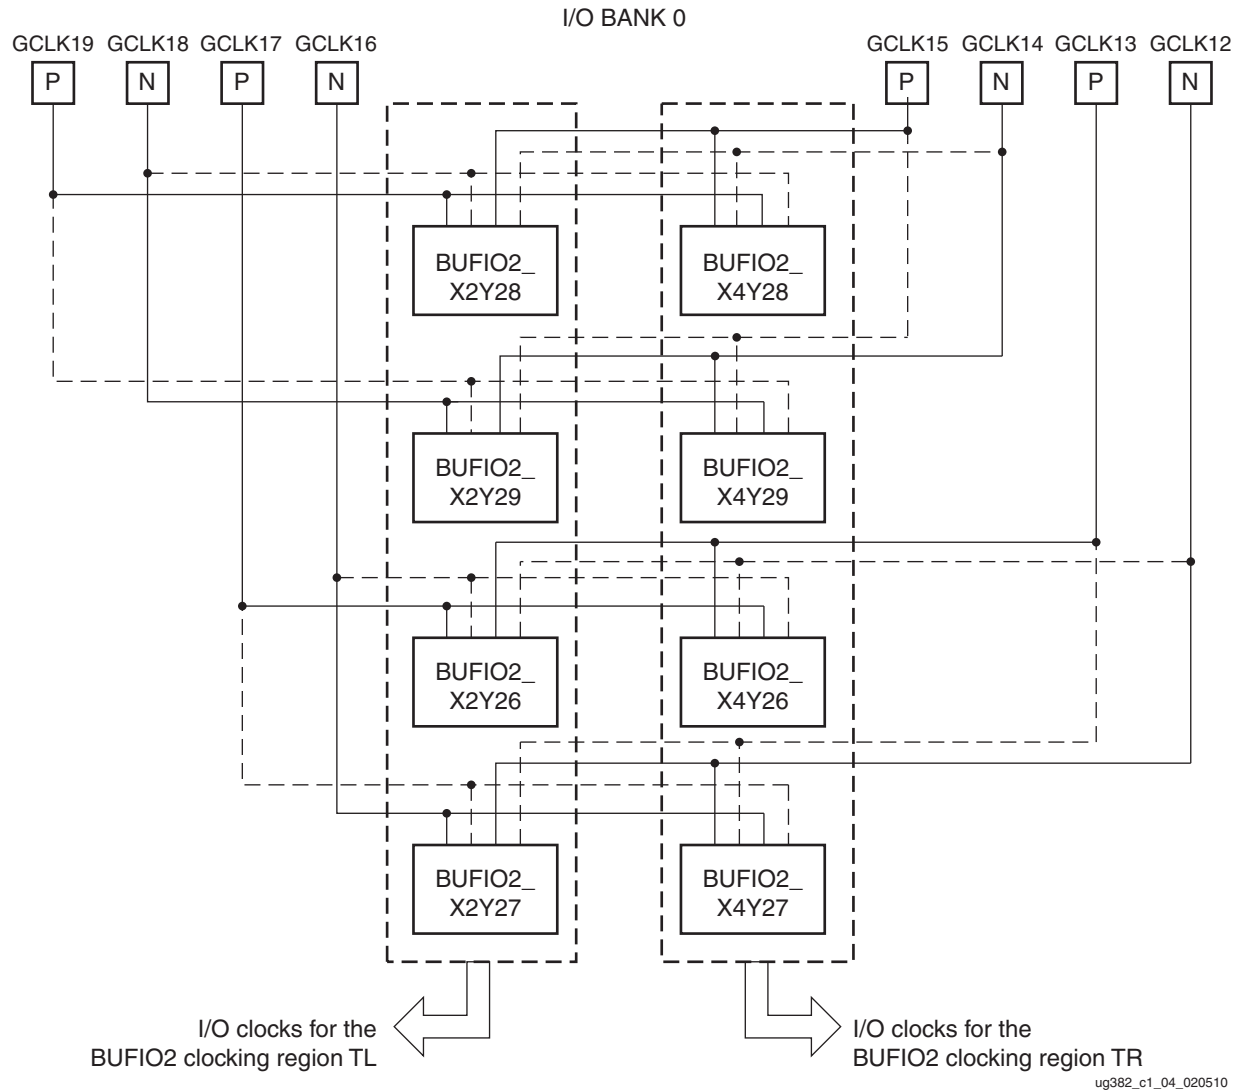 I/O BANK 0
GCLK19 GCLK18 GCLK17 GCLK16 GCLK15 GCLK14 GCLK13 GCLK12
P N P N P N P N
BUFIO2_ BUFIO2_
X2Y28 X4Y28
BUFIO2_ BUFIO2_
X2Y29 X4Y29
BUFIO2_ BUFIO2_
X2Y26 X4Y26
BUFIO2_ BUFIO2_
X2Y27 X4Y27
I/O clocks for the
BUFIO2 clocking region TL
I/O clocks for the
BUFIO2 clocking region TR
ug382_c1_04_020510